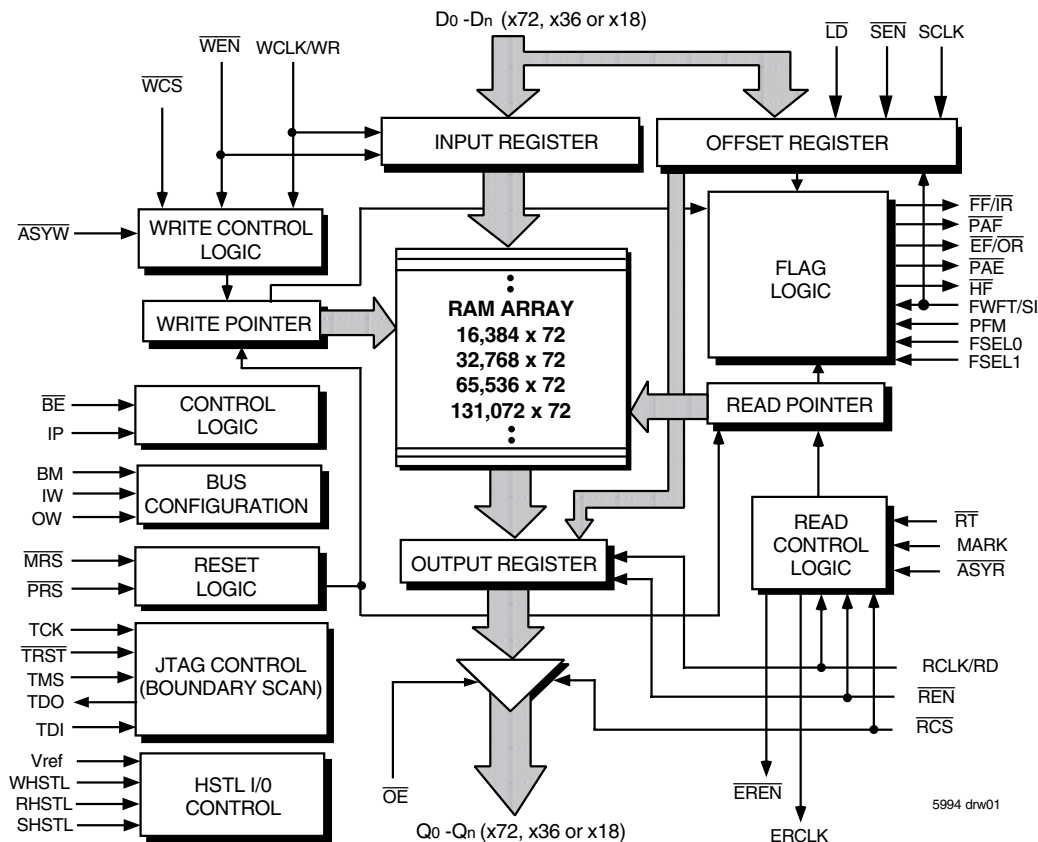 D0 -Dn (x72, x36 or x18)
WEN
WCLK/WR
LD
SEN
SCLK
WCS
INPUT REGISTER
OFFSET REGISTER
ASYW
WRITE CONTROL
LOGIC
FLAG
LOGIC
FF/IR
PAF
EF/OR
PAE
HF
FWFT/SI
PFM
FSEL0
FSEL1
WRITE POINTER
RAM ARRAY
16,384 x 72
32,768 x 72
65,536 x 72
131,072 x 72
READ POINTER
BE
IP
CONTROL
LOGIC
BM
IW
OW
BUS
CONFIGURATION
READ
CONTROL
LOGIC
RT
MARK
ASYR
MRS
PRS
RESET
LOGIC
OUTPUT REGISTER
TCK
TRST
TMS
TDO
TDI
JTAG CONTROL
(BOUNDARY SCAN)
RCLK/RD
REN
RCS
Vref
WHSTL
RHSTL
SHSTL
HSTL I/0
CONTROL
OE
EREN
ERCLK
5994 drw01
Q0 -Qn (x72, x36 or x18)